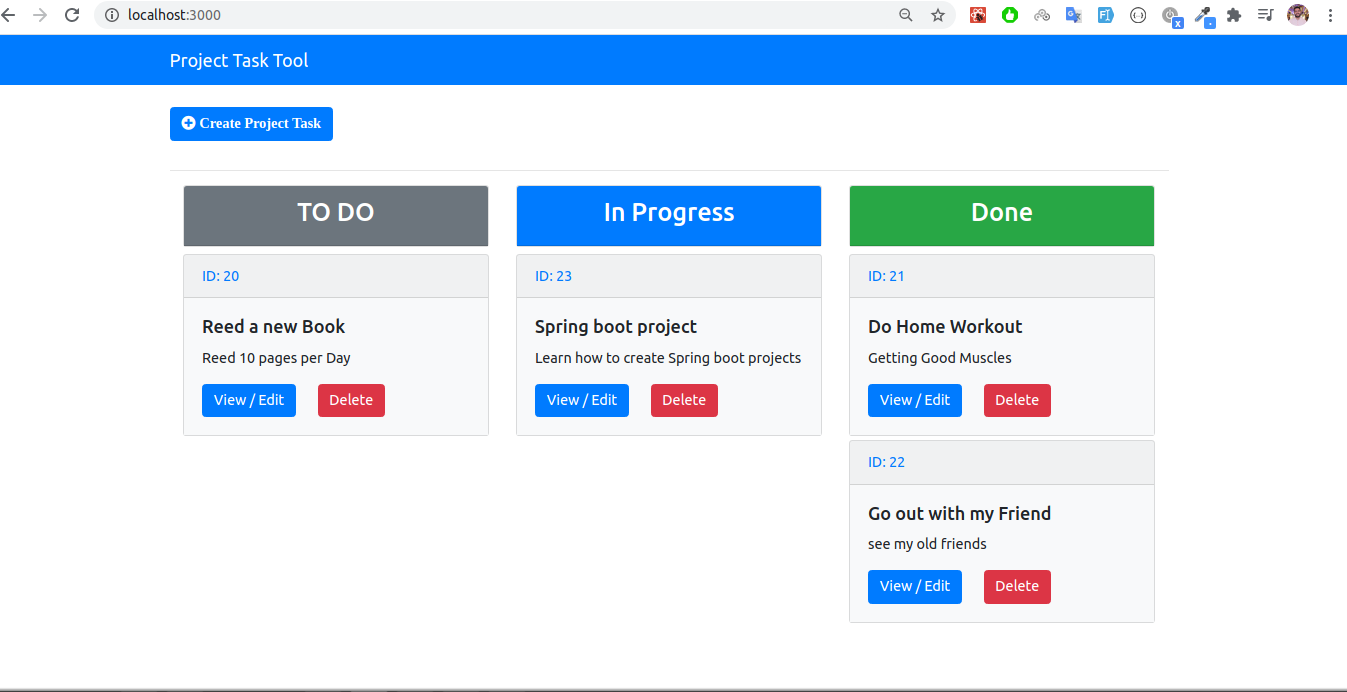 localhost:3000
Project Task Tool
Create Project Task
TO DO
ID: 20
Reed a new Book
Reed 10 pages per Day
View / Edit
Delete
In Progress
ID: 23
Spring boot project
Learn how to create Spring boot projects
View / Edit
Delete
Done
ID: 21
Do Home Workout
Getting Good Muscles
View / Edit
Delete
ID: 22
Go out with my Friend
see my old friends
View / Edit
Delete